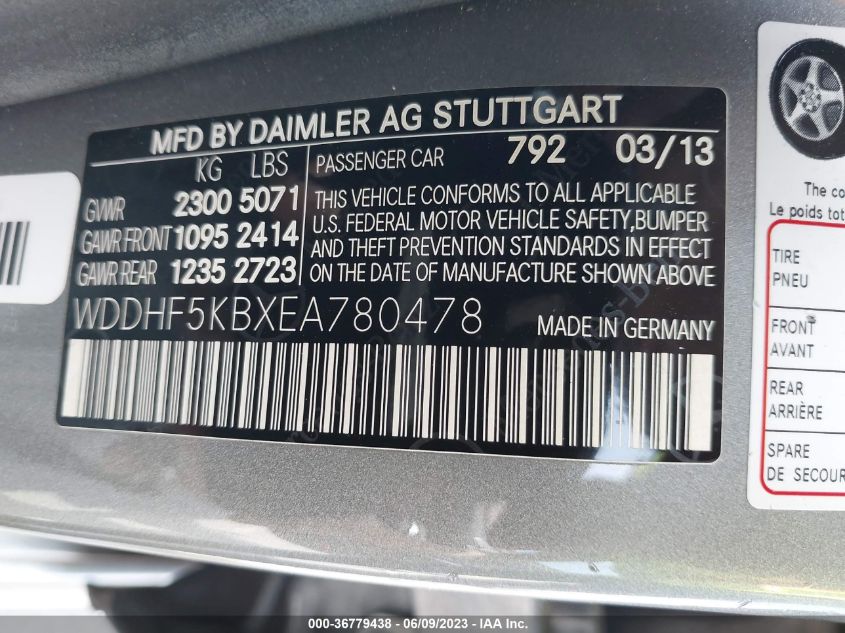 MFD BY DAIMLER AG STUTTGART
KG LBS
GVWR 2300 5071
GAWR FRONT 1095 2414
GAWR REAR 1235 2723
PASSENGER CAR 792 03/13
THIS VEHICLE CONFORMS TO ALL APPLICABLE
U.S. FEDERAL MOTOR VEHICLE SAFETY,BUMPER
AND THEFT PREVENTION STANDARDS IN EFFECT
ON THE DATE OF MANUFACTURE SHOWN ABOVE
WDDHF5KBXEA780478 MADE IN GERMANY
The co
Le poids tot
TIRE
PNEU
FRONT
AVANT
REAR
ARRIÈRE
SPARE
DE SECOUR
000-36779438 - 06/09/2023 - IAA Inc.